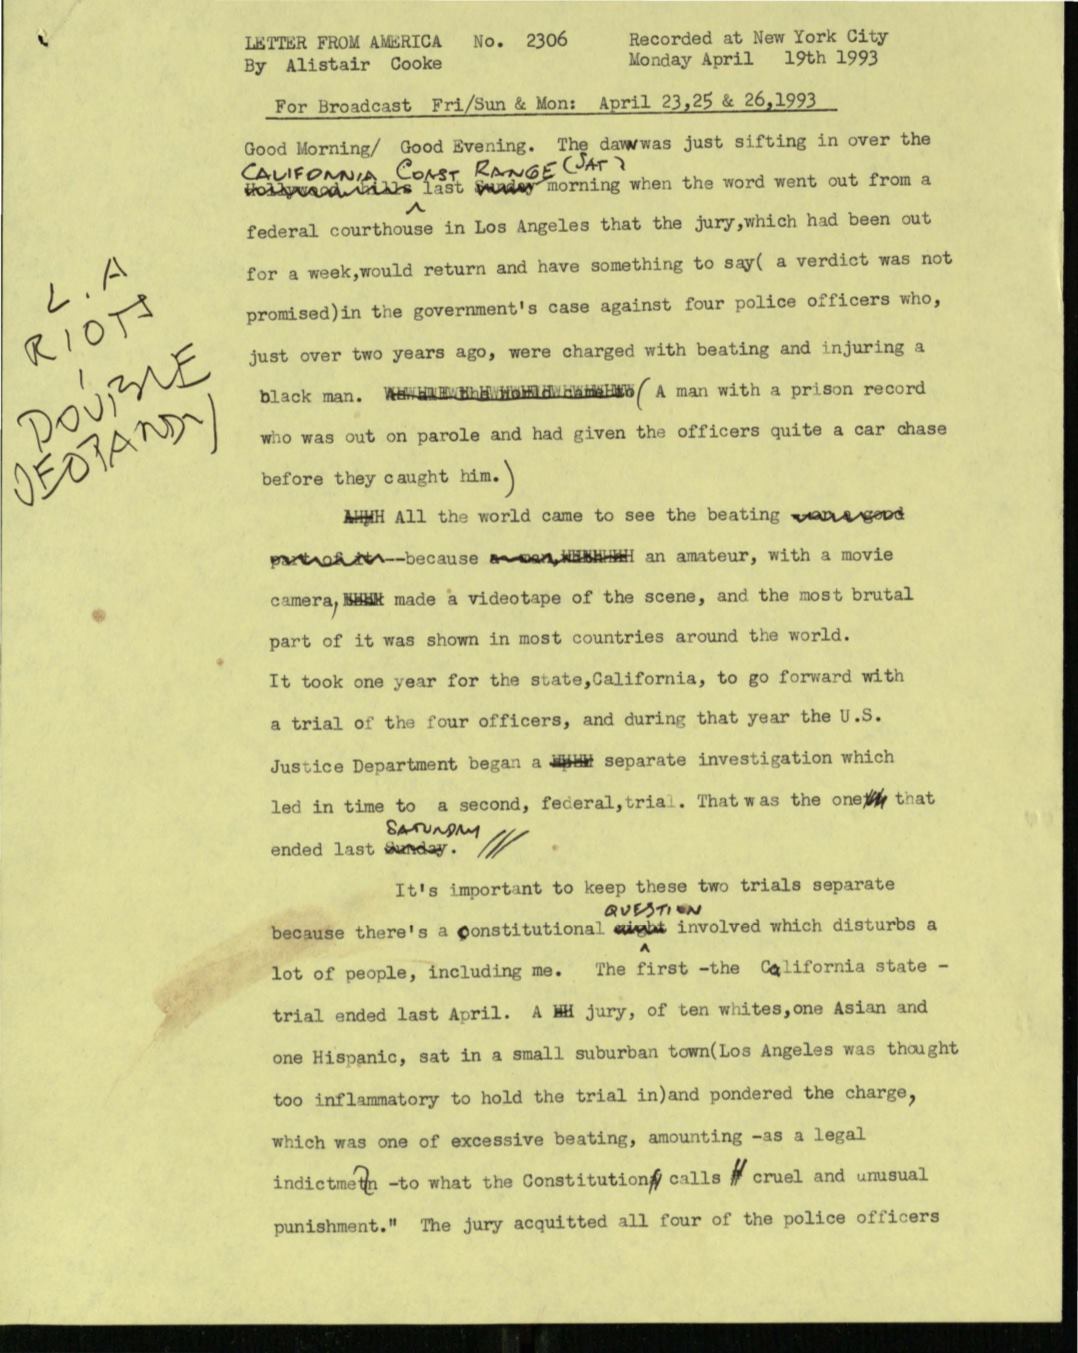 LETTER FROM AMERICA No. 2306 Recorded at New York City
By Alistair Cooke Monday April 19th 1993
For Broadcast Fri/Sun & Mon: April 23,25 & 26,1993
Good Morning/ Good Evening. The dawn was just sifting in over the
CALIFORNIA COAST RANGE (SAT)
Hollywood hills last Sunday morning when the word went out from a
federal courthouse in Los Angeles that the jury,which had been out
for a week,would return and have something to say( a verdict was not
promised)in the government's case against four police officers who,
just over two years ago, were charged with beating and injuring a
black man. (A man with a prison record
who was out on parole and had given the officers quite a car chase
before they caught him.)
L.A
RIOTS
DOUBLE
JEOPARDY)
All the world came to see the beating
part of it--because an amateur, with a movie
camera, made a videotape of the scene, and the most brutal
part of it was shown in most countries around the world.
It took one year for the state,California, to go forward with
a trial of the four officers, and during that year the U.S.
Justice Department began a separate investigation which
led in time to a second, federal,trial. That was the one that
SATURDAY
ended last Sunday. ///
It's important to keep these two trials separate
QUESTION
because there's a constitutional involved which disturbs a
lot of people, including me. The first -the California state -
trial ended last April. A jury, of ten whites,one Asian and
one Hispanic, sat in a small suburban town(Los Angeles was thought
too inflammatory to hold the trial in)and pondered the charge,
which was one of excessive beating, amounting -as a legal
indictmetn -to what the Constitution calls " cruel and unusual
punishment." The jury acquitted all four of the police officers